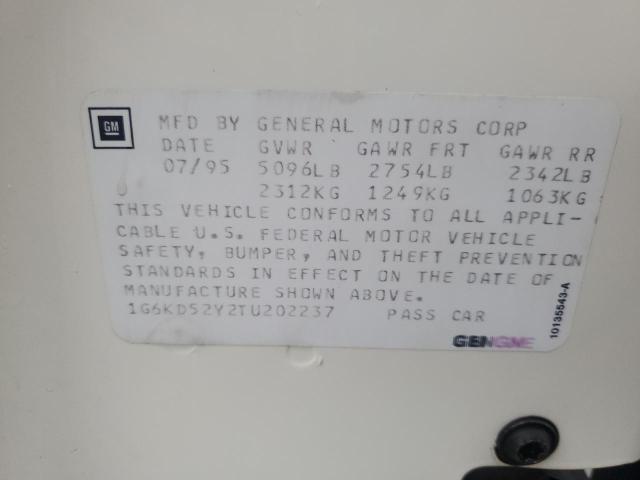 GM
MFD BY GENERAL MOTORS CORP
DATE GVWR GAWR FRT GAWR RR
07/95 5096LB 2754LB 2342LB
2312KG 1249KG 1063KG
THIS VEHICLE CONFORMS TO ALL APPLI-
CABLE U.S. FEDERAL MOTOR VEHICLE
SAFETY, BUMPER, AND THEFT PREVENTION
STANDARDS IN EFFECT ON THE DATE OF
MANUFACTURE SHOWN ABOVE.
1G6KD52Y2TU202237 PASS CAR
10135543-A